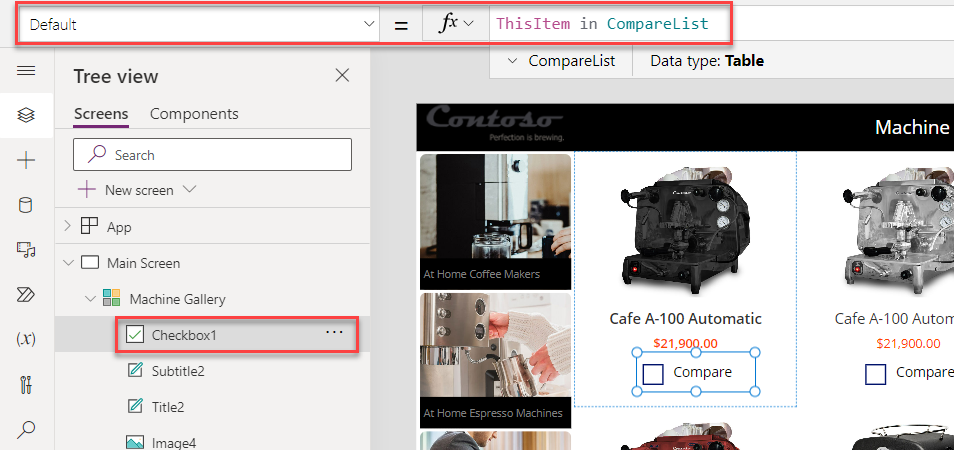 Default
=
fx
ThisItem in CompareList
CompareList
Data type: Table
Tree view
Screens
Components
Search
New screen
App
Main Screen
Machine Gallery
Checkbox1
...
Subtitle2
Title2
Image4
(x)
Contoso
Perfection is brewing.
Machine
At Home Coffee Makers
At Home Espresso Machines
Cafe A-100 Automatic
$21,900.00
Compare
Cafe A-100 Autom
$21,900.00
Compare